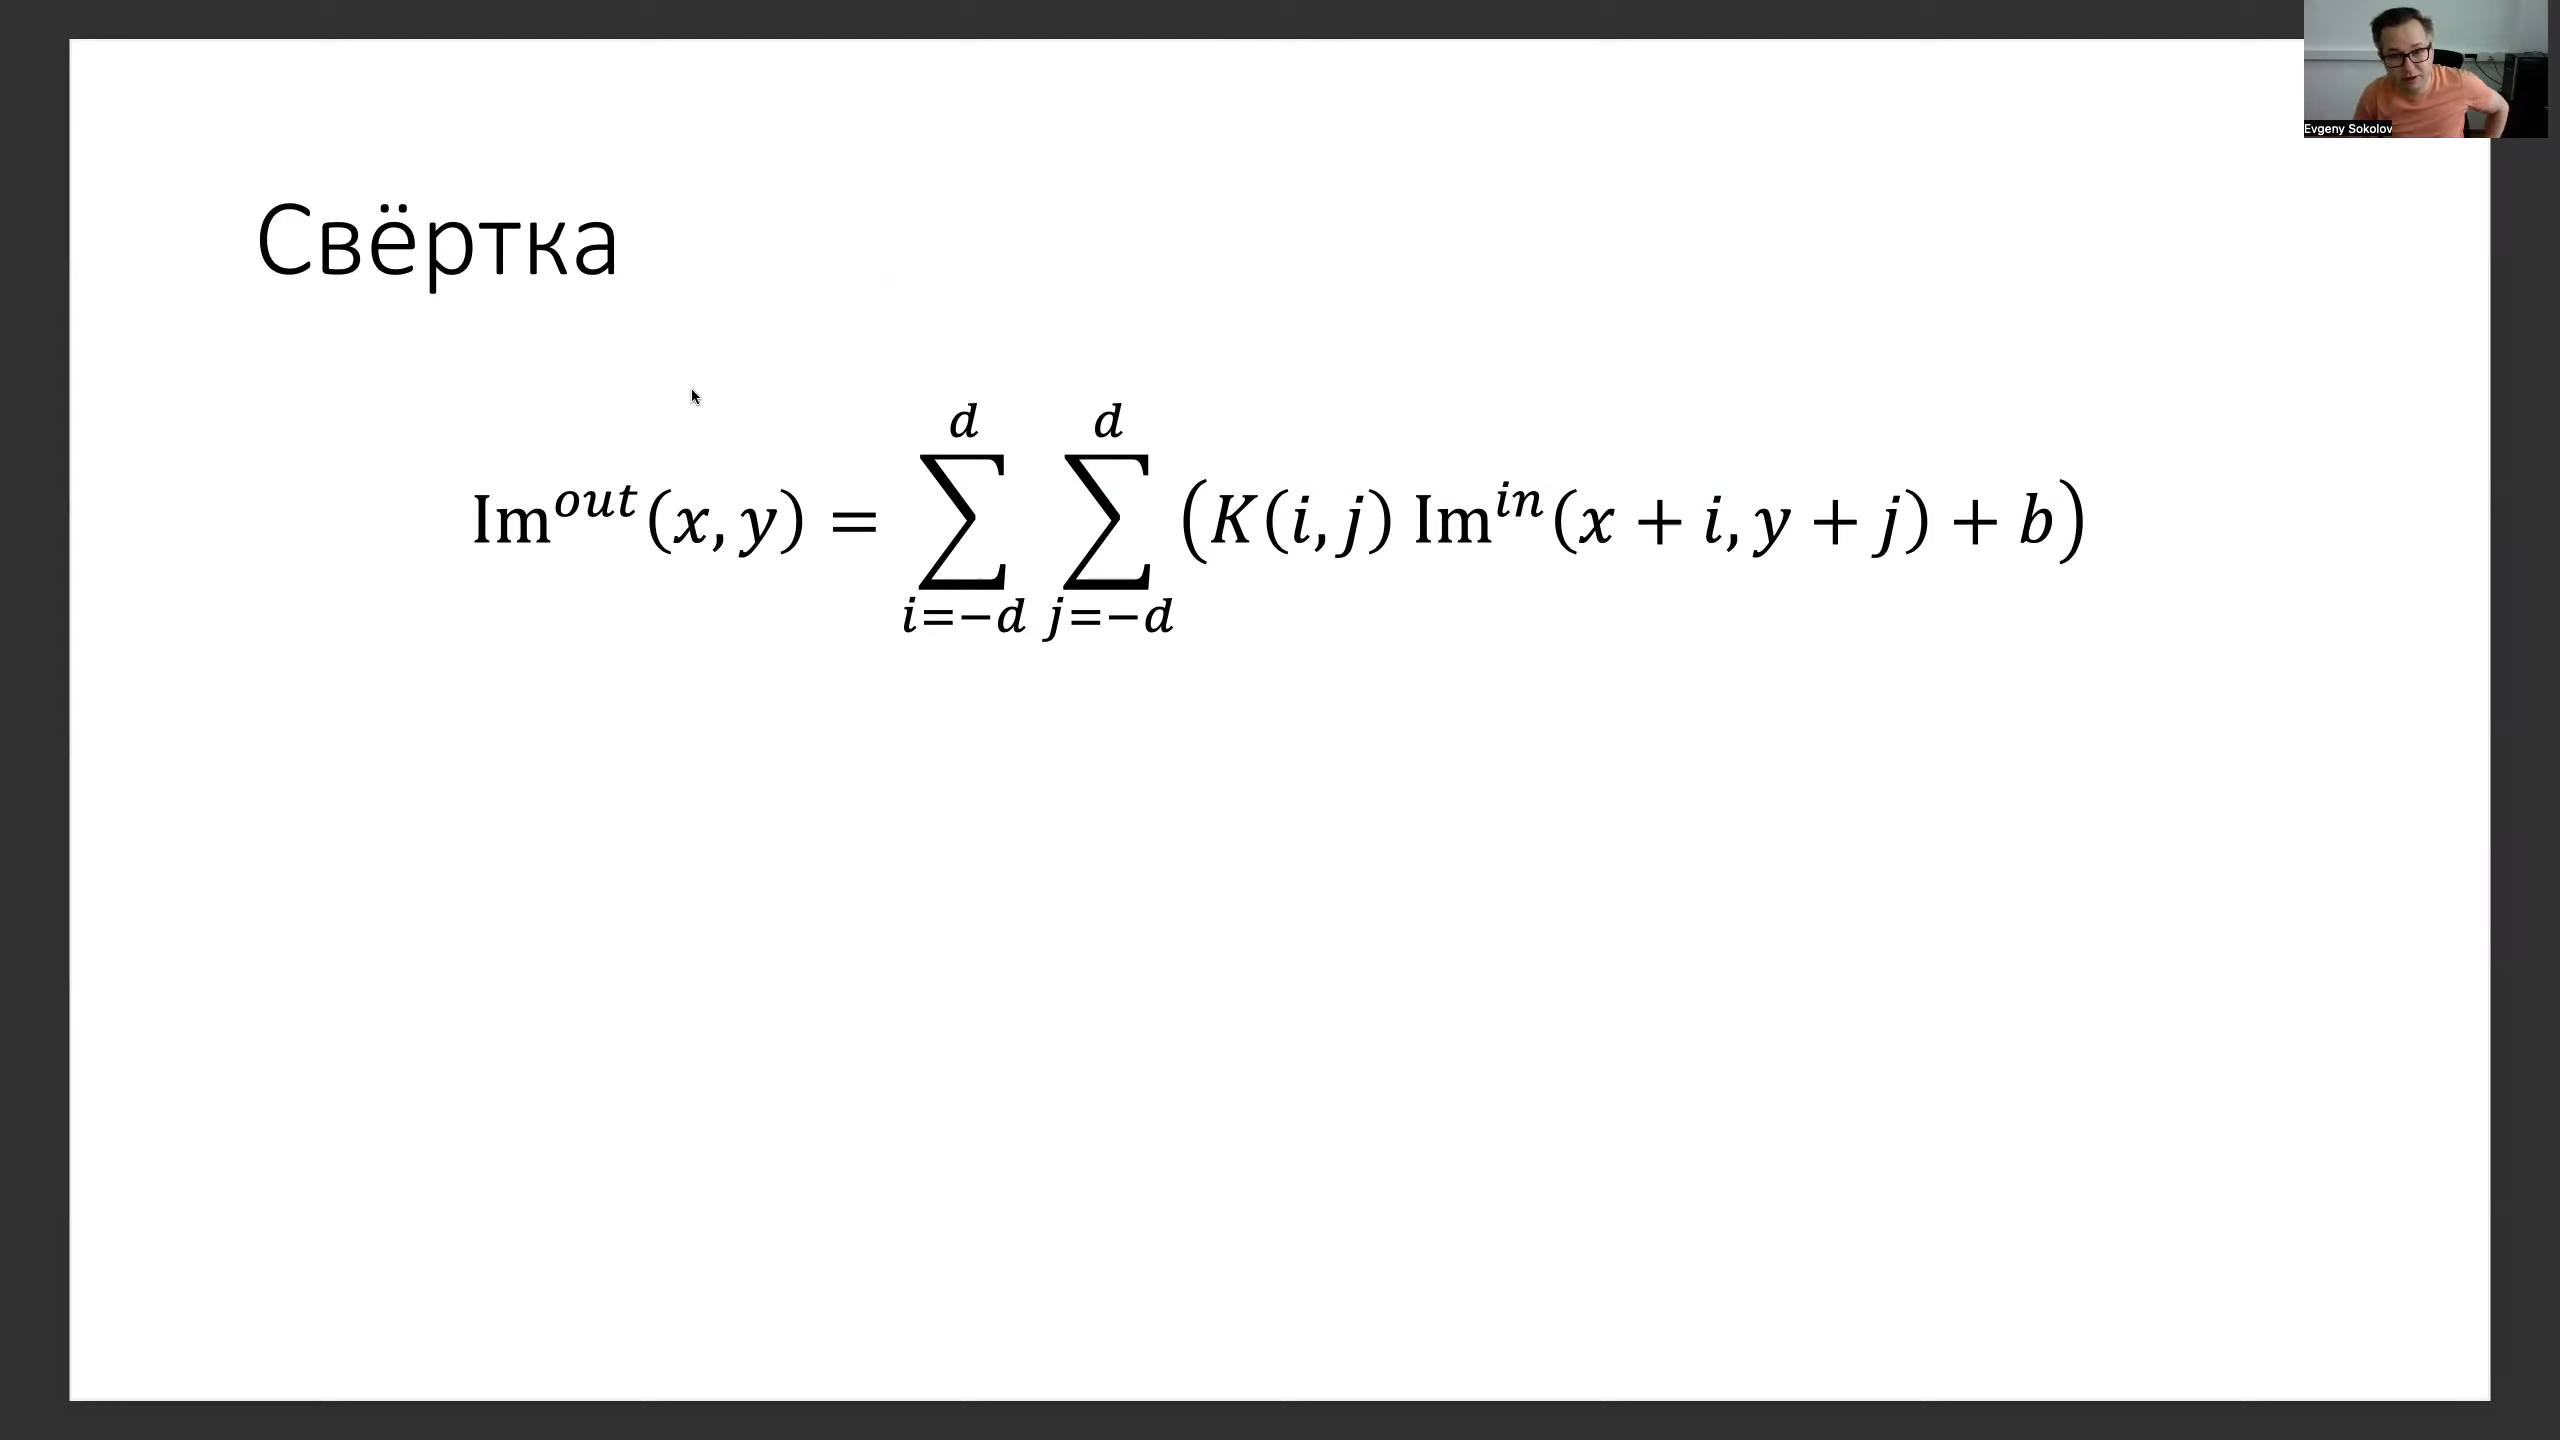 Evgeny Sokolov
Свёртка
Im^{out}(x, y) = \sum_{i=-d}^{d} \sum_{j=-d}^{d} (K(i, j) Im^{in}(x + i, y + j) + b)